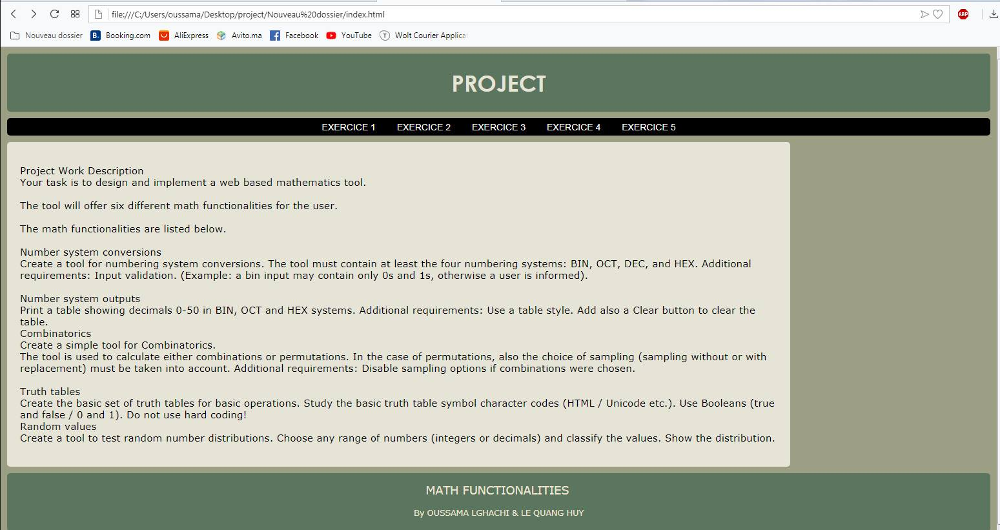 file:///C:/Users/oussama/Desktop/project/Nouveau%20dossier/index.html
ABP
Nouveau dossier B. Booking.com AliExpress Avito.ma Facebook YouTube T Wolt Courier Applica
PROJECT
EXERCICE 1 EXERCICE 2 EXERCICE 3 EXERCICE 4 EXERCICE 5
Project Work Description
Your task is to design and implement a web based mathematics tool.
The tool will offer six different math functionalities for the user.
The math functionalities are listed below.
Number system conversions
Create a tool for numbering system conversions. The tool must contain at least the four numbering systems: BIN, OCT, DEC, and HEX. Additional
requirements: Input validation. (Example: a bin input may contain only 0s and 1s, otherwise a user is informed).
Number system outputs
Print a table showing decimals 0-50 in BIN, OCT and HEX systems. Additional requirements: Use a table style. Add also a Clear button to clear the
table.
Combinatorics
Create a simple tool for Combinatorics.
The tool is used to calculate either combinations or permutations. In the case of permutations, also the choice of sampling (sampling without or with
replacement) must be taken into account. Additional requirements: Disable sampling options if combinations were chosen.
Truth tables
Create the basic set of truth tables for basic operations. Study the basic truth table symbol character codes (HTML / Unicode etc.). Use Booleans (true
and false / 0 and 1). Do not use hard coding!
Random values
Create a tool to test random number distributions. Choose any range of numbers (integers or decimals) and classify the values. Show the distribution.
MATH FUNCTIONALITIES
By OUSSAMA LGHACHI & LE QUANG HUY